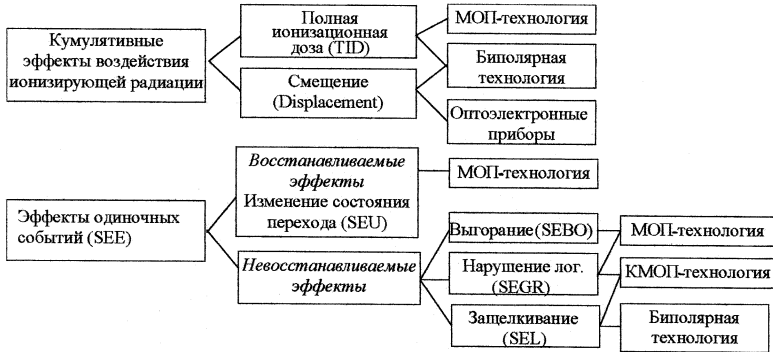 Кумулятивные
эффекты воздействия
ионизирующей радиации
Полная
ионизационная
доза (TID)
Смещение
(Displacement)
МОП-технология
Биполярная
технология
Оптоэлектронные
приборы
Эффекты одиночных
событий (SEE)
Восстанавливаемые
эффекты
Изменение состояния
перехода (SEU)
Невосстанавливаемые
эффекты
МОП-технология
Выгорание(SEBO)
Нарушение лог.
(SEGR)
Защелкивание
(SEL)
МОП-технология
КМОП-технология
Биполярная
технология